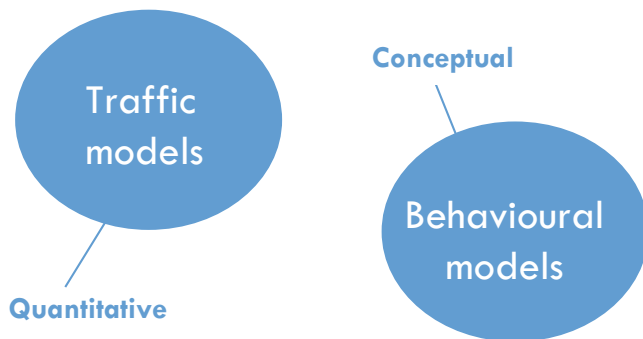 Traffic
models
Quantitative
Conceptual
Behavioural
models